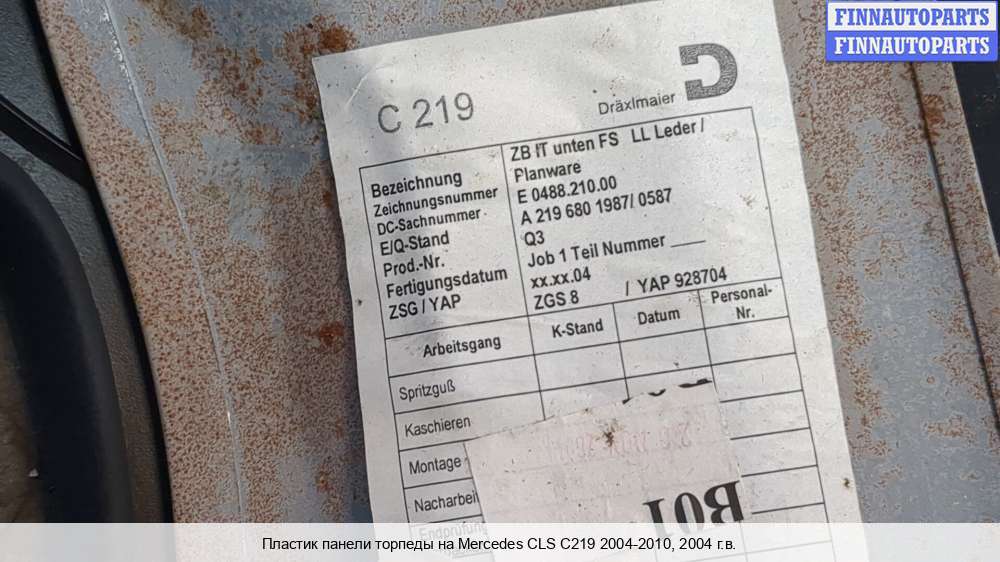 FINNAUTOPARTS
FINNAUTOPARTS
C 219
Dräxlmaier
Bezeichnung ZB IT unten FS LL Leder /
Planware
Zeichnungsnummer E 0488.210.00
DC-Sachnummer A 219 680 1987/ 0587
E/Q-Stand Q3
Prod.-Nr. Job 1 Teil Nummer ____
Fertigungsdatum xx.xx.04
ZSG / YAP ZGS 8 / YAP 928704
Arbeitsgang K-Stand Datum Personal-Nr.
Spritzguß
Kaschieren
Montage
Nacharbei
Endprüfung
B01
Пластик панели торпеды на Mercedes CLS C219 2004-2010, 2004 г.в.